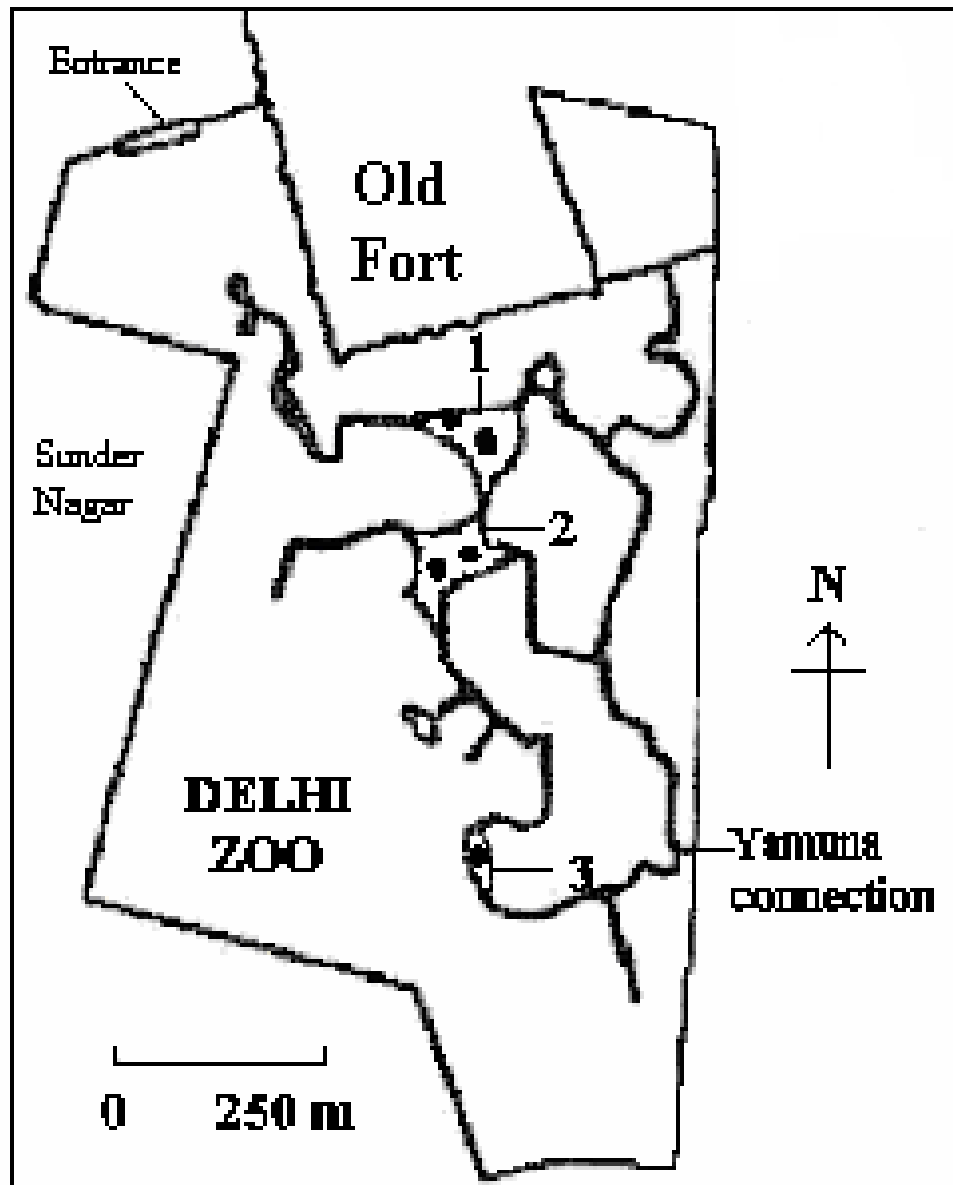 Entrance
Old
Fort
1
Sunder
Nagar
2
N
DELHI
ZOO
3
Yamuna
connection
0 250 m